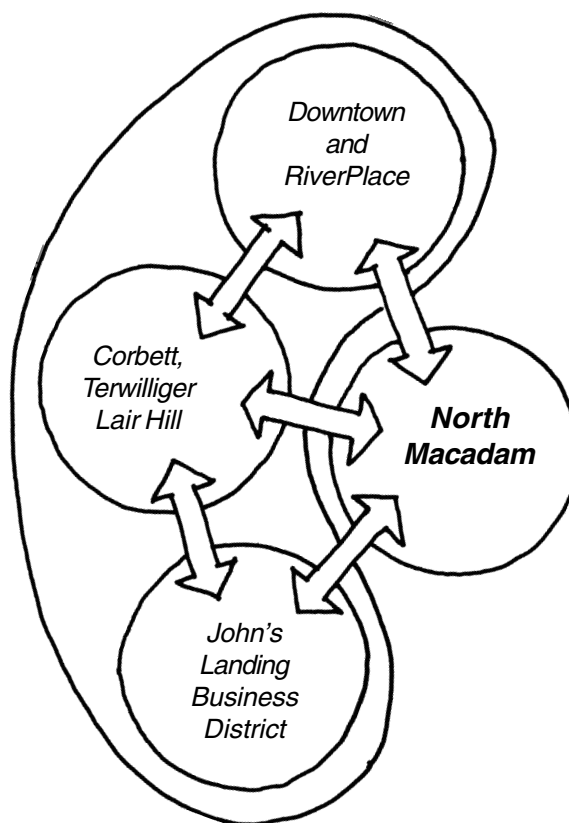 Downtown
and
RiverPlace
Corbett,
Terwilliger
Lair Hill
North
Macadam
John’s
Landing
Business
District